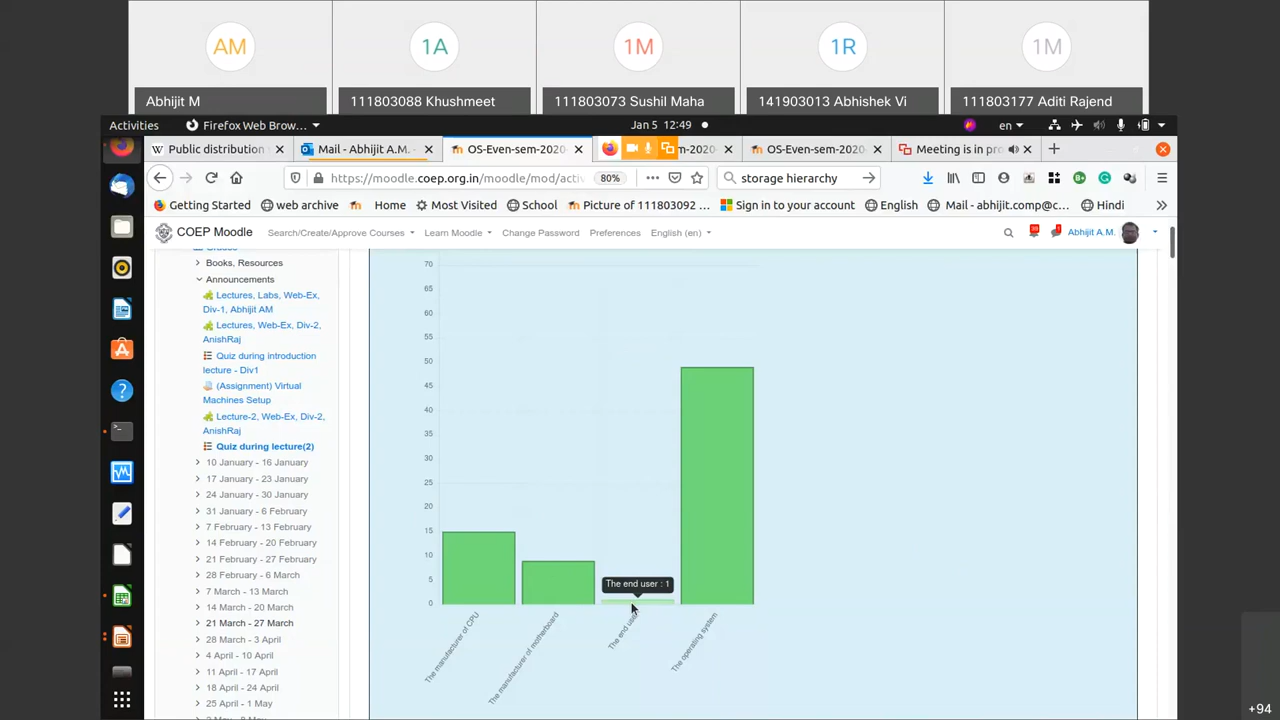 AM
1A
1M
1R
1M
Abhijit M
111803088 Khushmeet
111803073 Sushil Maha
141903013 Abhishek Vi
111803177 Aditi Rajend
Activities
Firefox Web Brow...
Jan 5 12:49
en
Public distribution
Mail - Abhijit A.M. -
OS-Even-sem-2020-
m-2020-
OS-Even-sem-2020-
Meeting is in pro
https://moodle.coep.org.in/moodle/mod/activ
80%
storage hierarchy
Getting Started
web archive
Home
Most Visited
School
Picture of 111803092 ...
Sign in to your account
English
Mail - abhijit.comp@c...
Hindi
COEP Moodle
Search/Create/Approve Courses
Learn Moodle
Change Password
Preferences
English (en)
Abhijit A.M.
Books, Resources
Announcements
Lectures, Labs, Web-Ex,
Div-1, Abhijit AM
Lectures, Web-Ex, Div-2,
AnishRaj
Quiz during introduction
lecture - Div1
(Assignment) Virtual
Machines Setup
Lecture-2, Web-Ex, Div-2,
AnishRaj
Quiz during lecture(2)
10 January - 16 January
17 January - 23 January
24 January - 30 January
31 January - 6 February
7 February - 13 February
14 February - 20 February
21 February - 27 February
28 February - 6 March
7 March - 13 March
14 March - 20 March
21 March - 27 March
28 March - 3 April
4 April - 10 April
11 April - 17 April
18 April - 24 April
25 April - 1 May
70
65
60
55
50
45
40
35
30
25
20
15
10
5
0
The end user : 1
The manufacturer of CPU
The manufacturer of motherboard
The end user
The operating system
+94